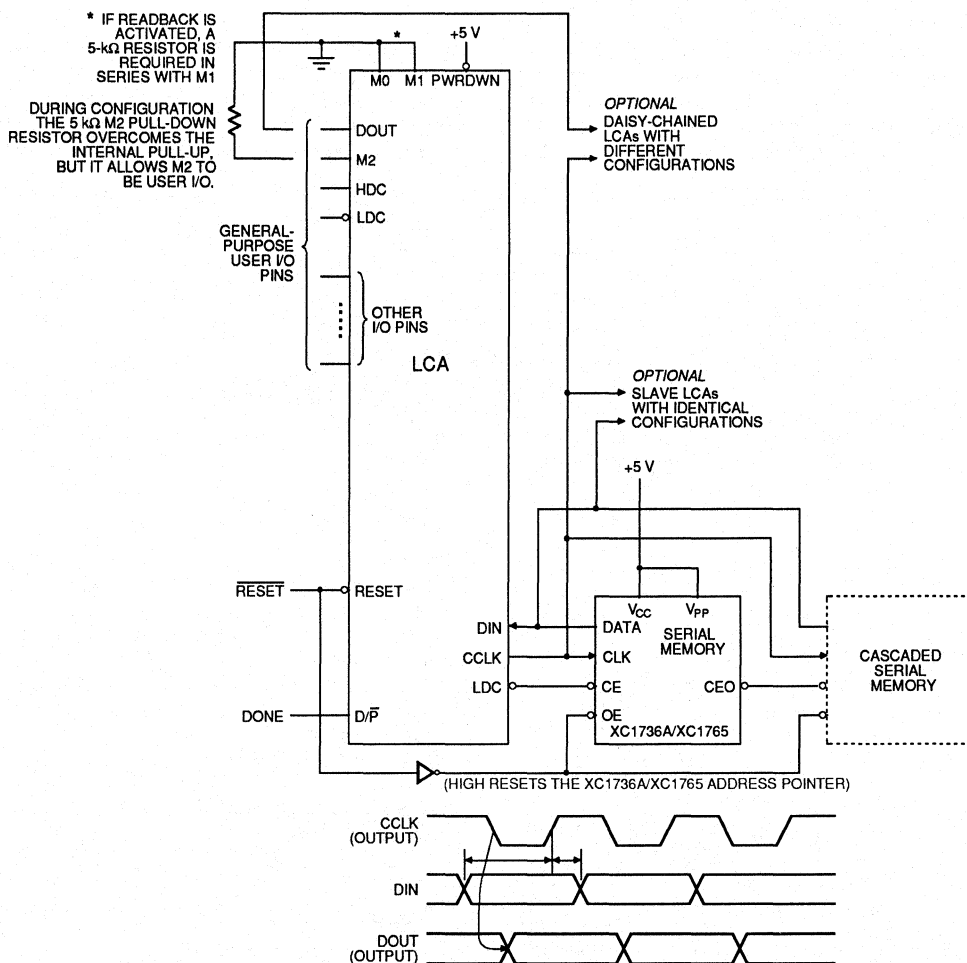 * IF READBACK IS
ACTIVATED, A
5-kΩ RESISTOR IS
REQUIRED IN
SERIES WITH M1
*
+5 V
M0
M1
PWRDWN
DURING CONFIGURATION
THE 5 kΩ M2 PULL-DOWN
RESISTOR OVERCOMES THE
INTERNAL PULL-UP,
BUT IT ALLOWS M2 TO
BE USER I/O.
DOUT
M2
HDC
LDC
OPTIONAL
DAISY-CHAINED
LCAs WITH
DIFFERENT
CONFIGURATIONS
GENERAL-
PURPOSE
USER I/O
PINS
OTHER
I/O PINS
LCA
OPTIONAL
SLAVE LCAs
WITH IDENTICAL
CONFIGURATIONS
+5 V
RESET
RESET
VCC
VPP
DIN
DATA
SERIAL
MEMORY
CCLK
CLK
LDC
CE
CEO
OE
XC1736A/XC1765
CASCADED
SERIAL
MEMORY
DONE
D/P
(HIGH RESETS THE XC1736A/XC1765 ADDRESS POINTER)
CCLK
(OUTPUT)
DIN
DOUT
(OUTPUT)